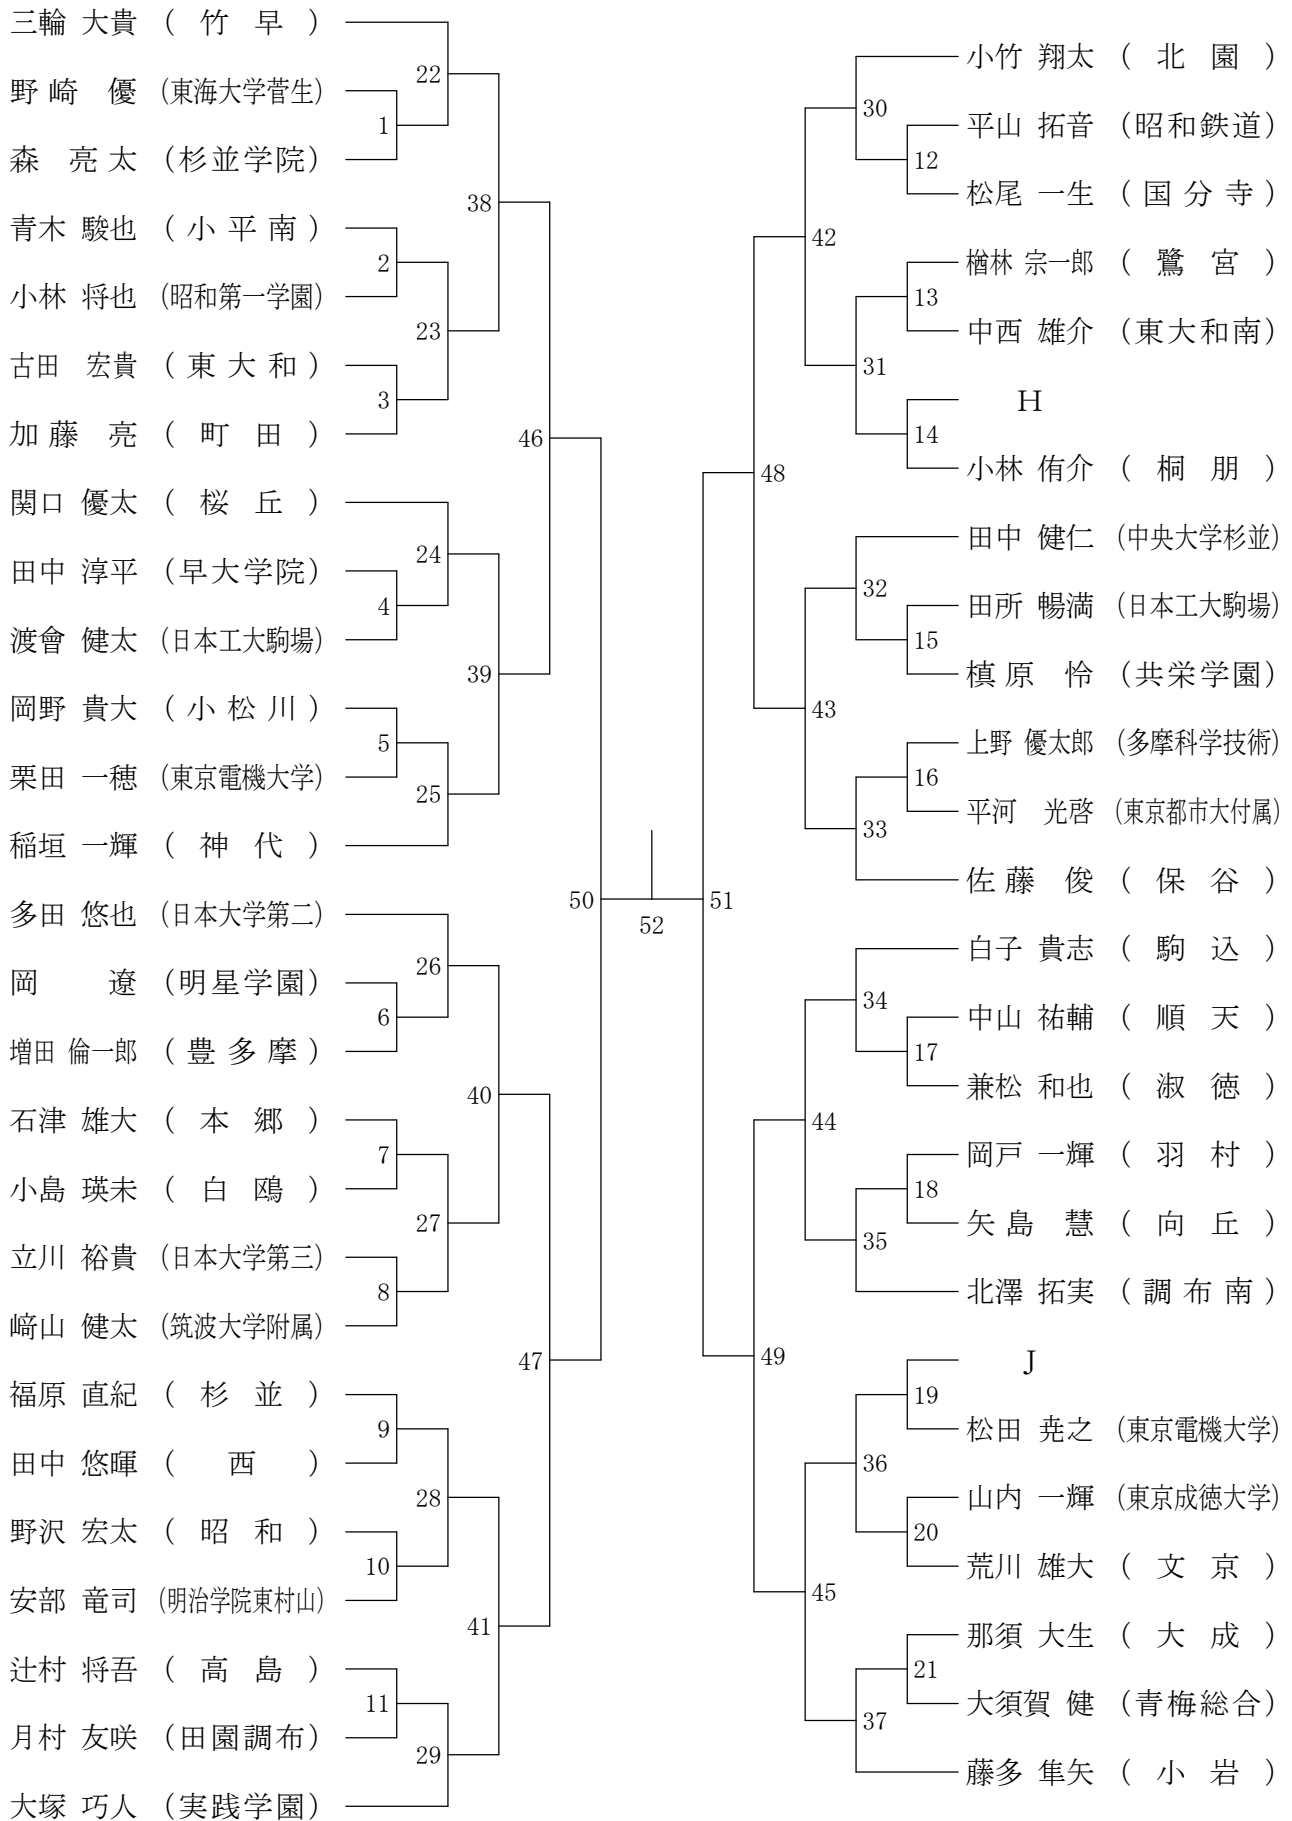 三輪 大貴 ( 竹 早 )
野崎 優 (東海大学菅生)
森 亮太 (杉並学院)
青木 駿也 ( 小平南 )
小林 将也 (昭和第一学園)
古田 宏貴 ( 東大和 )
加藤 亮 ( 町 田 )
関口 優太 ( 桜 丘 )
田中 淳平 (早大学院)
渡會 健太 (日本工大駒場)
岡野 貴大 ( 小松川 )
栗田 一穂 (東京電機大学)
稲垣 一輝 ( 神 代 )
多田 悠也 (日本大学第二)
岡 遼 (明星学園)
増田 倫一郎 ( 豊多摩 )
石津 雄大 ( 本 郷 )
小島 瑛未 ( 白 鴎 )
立川 裕貴 (日本大学第三)
﨑山 健太 (筑波大学附属)
福原 直紀 ( 杉 並 )
田中 悠暉 ( 西 )
野沢 宏太 ( 昭 和 )
安部 竜司 (明治学院東村山)
辻村 将吾 ( 高 島 )
月村 友咲 (田園調布)
大塚 巧人 (実践学園)
1
2
3
4
5
6
7
8
9
10
11
22
23
24
25
26
27
28
29
38
39
40
41
46
47
50
52
51
48
49
42
43
44
45
30
31
32
33
34
35
36
37
12
13
14
15
16
17
18
19
20
21
小竹 翔太 ( 北 園 )
平山 拓音 (昭和鉄道)
松尾 一生 ( 国分寺 )
楢林 宗一郎 ( 鷺 宮 )
中西 雄介 (東大和南)
H
小林 侑介 ( 桐 朋 )
田中 健仁 (中央大学杉並)
田所 暢満 (日本工大駒場)
槙原 怜 (共栄学園)
上野 優太郎 (多摩科学技術)
平河 光啓 (東京都市大付属)
佐藤 俊 ( 保 谷 )
白子 貴志 ( 駒 込 )
中山 祐輔 ( 順 天 )
兼松 和也 ( 淑 徳 )
岡戸 一輝 ( 羽 村 )
矢島 慧 ( 向 丘 )
北澤 拓実 ( 調布南 )
J
松田 尭之 (東京電機大学)
山内 一輝 (東京成徳大学)
荒川 雄大 ( 文 京 )
那須 大生 ( 大 成 )
大須賀 健 (青梅総合)
藤多 隼矢 ( 小 岩 )